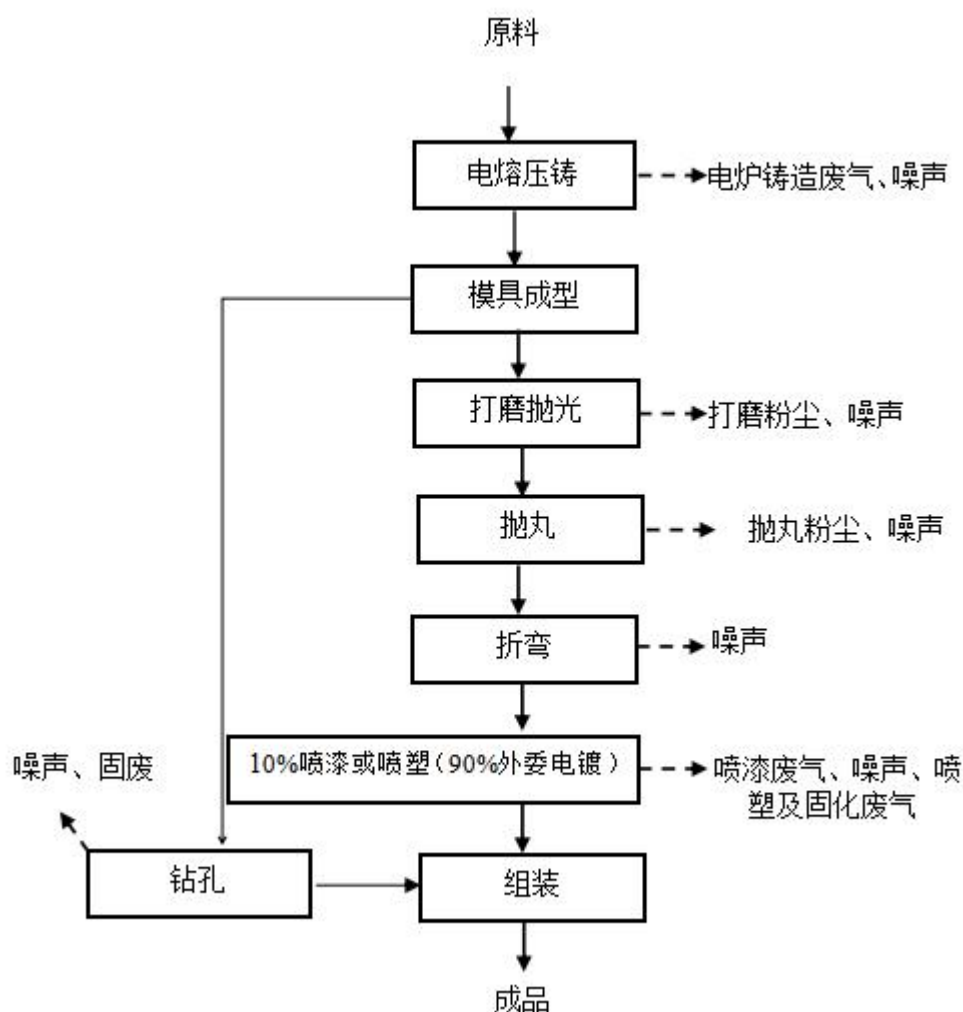 原料
电熔压铸
电炉铸造废气、噪声
模具成型
打磨抛光
打磨粉尘、噪声
抛丸
抛丸粉尘、噪声
折弯
噪声
10%喷漆或喷塑（90%外委电镀）
喷漆废气、噪声、喷
塑及固化废气
噪声、固废
钻孔
组装
成品